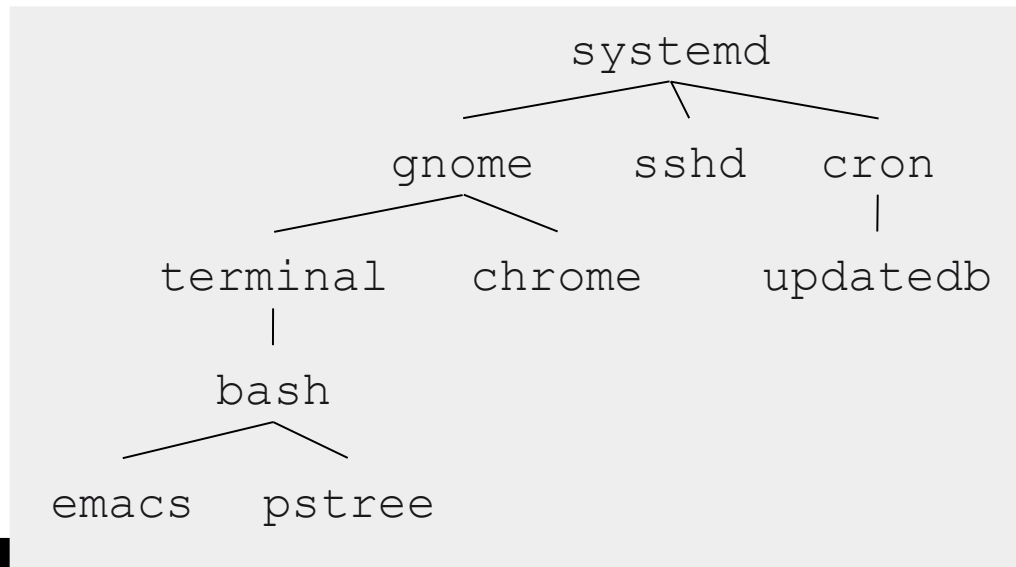 systemd
gnome sshd cron
terminal chrome updatedb
bash
emacs pstree